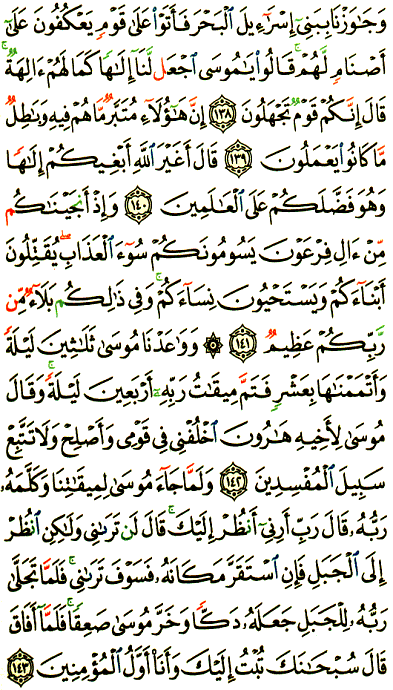 وَجَٰوَزْنَا بِبَنِىٓ إِسْرَٰٓءِيلَ ٱلْبَحْرَ فَأَتَوْا۟ عَلَىٰ قَوْمٍ يَعْكُفُونَ عَلَىٰٓ
أَصْنَامٍ لَّهُمْ ۚ قَالُوا۟ يَٰمُوسَى ٱجْعَل لَّنَآ إِلَٰهًا كَمَا لَهُمْ ءَالِهَةٌ ۚ
قَالَ إِنَّكُمْ قَوْمٌ تَجْهَلُونَ ١٣٨ إِنَّ هَٰٓؤُلَآءِ مُتَبَّرٌ مَّا هُمْ فِيهِ وَبَٰطِلٌ
مَّا كَانُوا۟ يَعْمَلُونَ ١٣٩ قَالَ أَغَيْرَ ٱللَّهِ أَبْغِيكُمْ إِلَٰهًا
وَهُوَ فَضَّلَكُمْ عَلَى ٱلْعَٰلَمِينَ ١٤٠ وَإِذْ أَنجَيْنَٰكُم
مِّنْ ءَالِ فِرْعَوْنَ يَسُومُونَكُمْ سُوٓءَ ٱلْعَذَابِ ۖ يُقَتِّلُونَ
أَبْنَآءَكُمْ وَيَسْتَحْيُونَ نِسَآءَكُمْ ۚ وَفِى ذَٰلِكُم بَلَآءٌ مِّن
رَّبِّكُمْ عَظِيمٌ ١٤١ ۞ وَوَٰعَدْنَا مُوسَىٰ ثَلَٰثِينَ لَيْلَةً
وَأَتْمَمْنَٰهَا بِعَشْرٍ فَتَمَّ مِيقَٰتُ رَبِّهِۦٓ أَرْبَعِينَ لَيْلَةً ۚ وَقَالَ
مُوسَىٰ لِأَخِيهِ هَٰرُونَ ٱخْلُفْنِى فِى قَوْمِى وَأَصْلِحْ وَلَا تَتَّبِعْ
سَبِيلَ ٱلْمُفْسِدِينَ ١٤٢ وَلَمَّا جَآءَ مُوسَىٰ لِمِيقَٰتِنَا وَكَلَّمَهُۥ
رَبُّهُۥ قَالَ رَبِّ أَرِنِىٓ أَنظُرْ إِلَيْكَ ۚ قَالَ لَن تَرَىٰنِى وَلَٰكِنِ ٱنظُرْ
إِلَى ٱلْجَبَلِ فَإِنِ ٱسْتَقَرَّ مَكَانَهُۥ فَسَوْفَ تَرَىٰنِى ۚ فَلَمَّا تَجَلَّىٰ
رَبُّهُۥ لِلْجَبَلِ جَعَلَهُۥ دَكًّا وَخَرَّ مُوسَىٰ صَعِقًا ۚ فَلَمَّآ أَفَاقَ
قَالَ سُبْحَٰنَكَ تُبْتُ إِلَيْكَ وَأَنَا۠ أَوَّلُ ٱلْمُؤْمِنِينَ ١٤٣